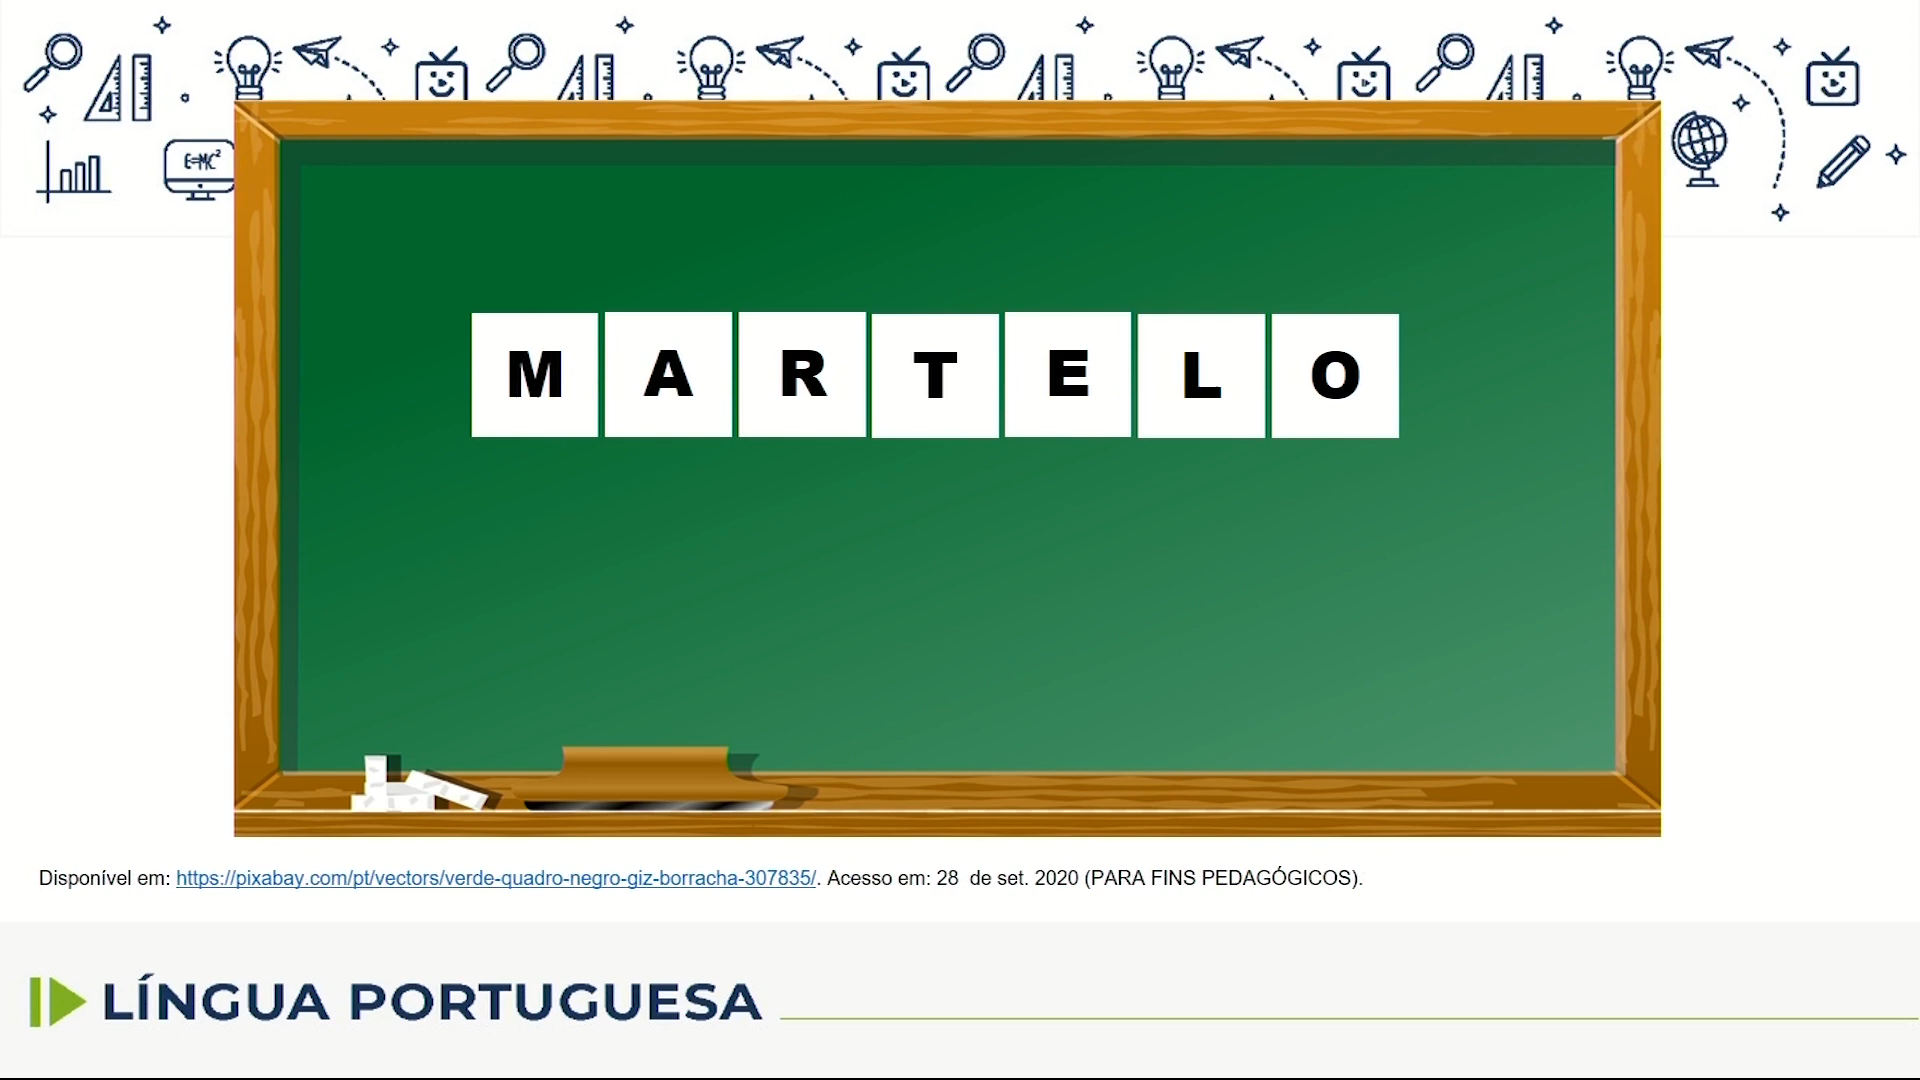 E=MC²
M A R T E L O
Disponível em: https://pixabay.com/pt/vectors/verde-quadro-negro-giz-borracha-307835/. Acesso em: 28 de set. 2020 (PARA FINS PEDAGÓGICOS).
LÍNGUA PORTUGUESA